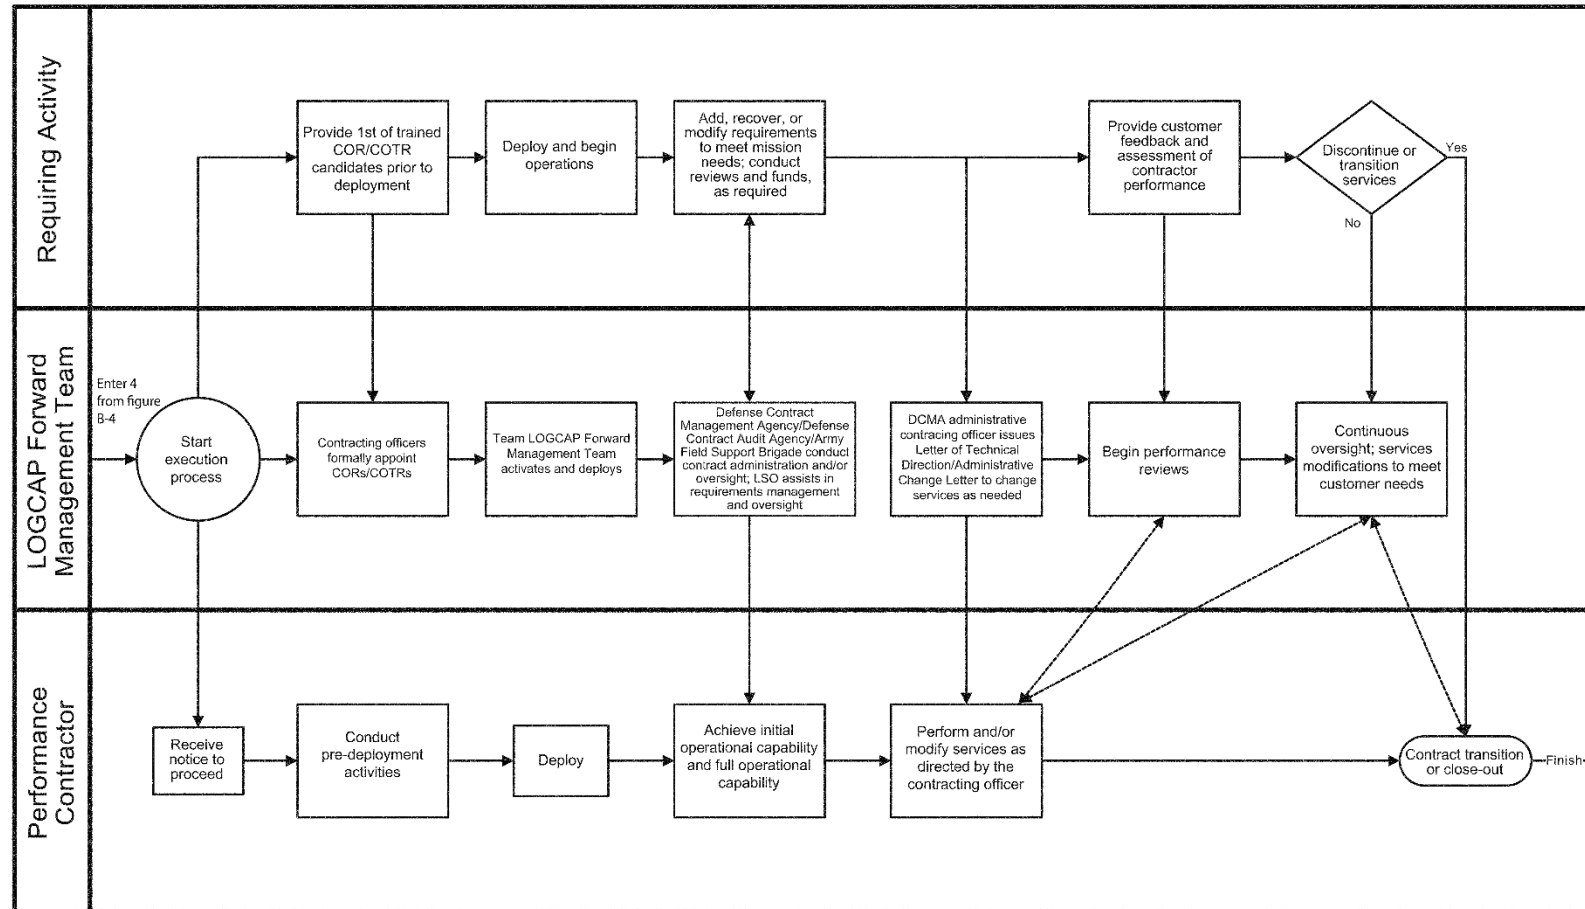 Requiring Activity
Provide 1st of trained
COR/COTR
candidates prior to
deployment
Deploy and begin
operations
Add, recover, or
modify requirements
to meet mission
needs; conduct
reviews and funds,
as required
Provide customer
feedback and
assessment of
contractor
performance
Discontinue or
transition
services
Yes
No
LOGCAP Forward
Management Team
Enter 4
from figure
B-4
Start
execution
process
Contracting officers
formally appoint
CORs/COTRs
Team LOGCAP Forward
Management Team
activates and deploys
Defense Contract
Management Agency/Defense
Contract Audit Agency/Army
Field Support Brigade conduct
contract administration and/or
oversight; LSO assists in
requirements management
and oversight
DCMA administrative
contracing officer issues
Letter of Technical
Direction/Administrative
Change Letter to change
services as needed
Begin performance
reviews
Continuous
oversight; services
modifications to meet
customer needs
Performance
Contractor
Receive
notice to
proceed
Conduct
pre-deployment
activities
Deploy
Achieve initial
operational capability
and full operational
capability
Perform and/or
modify services as
directed by the
contracting officer
Contract transition
or close-out
Finish